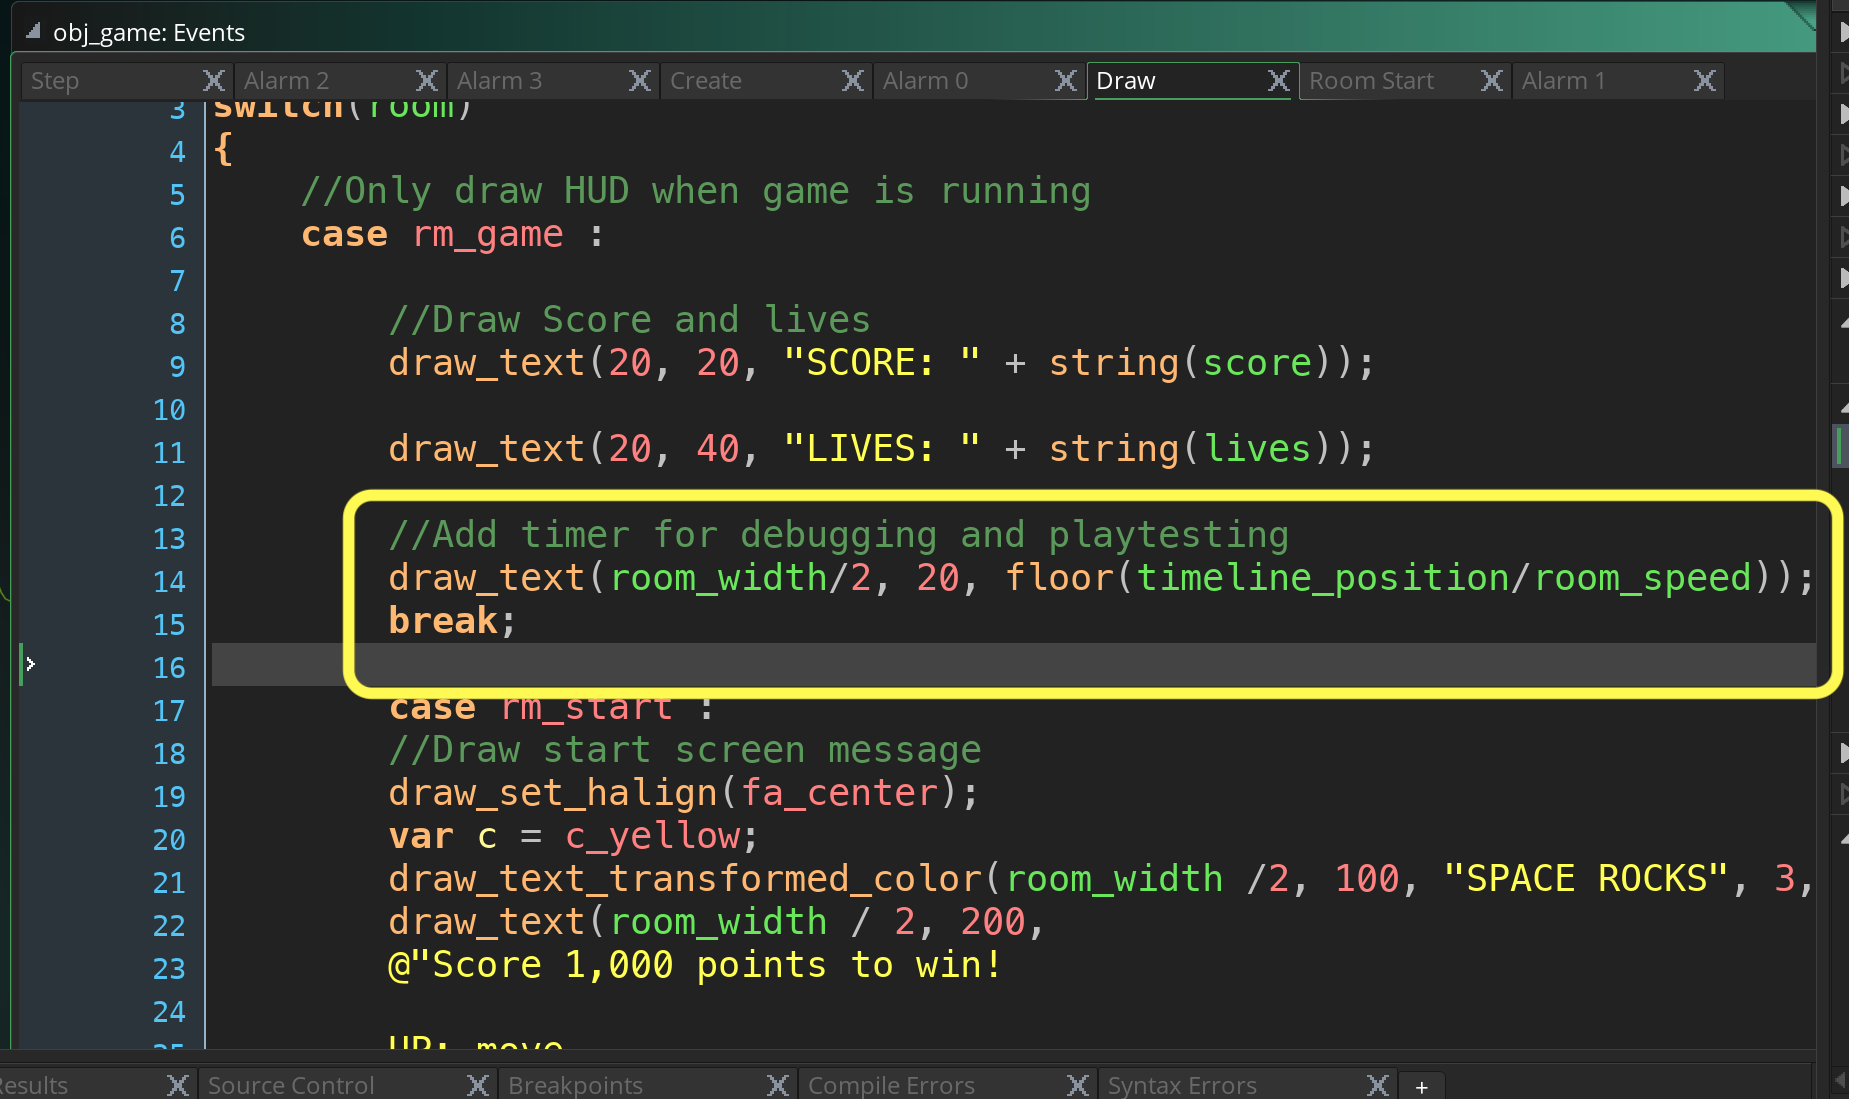 obj_game: Events
Step Alarm 2 Alarm 3 Create Alarm 0 Draw Room Start Alarm 1
3 switch(room)
4 {
5 //Only draw HUD when game is running
6 case rm_game :
7
8 //Draw Score and lives
9 draw_text(20, 20, "SCORE: " + string(score));
10
11 draw_text(20, 40, "LIVES: " + string(lives));
12
13 //Add timer for debugging and playtesting
14 draw_text(room_width/2, 20, floor(timeline_position/room_speed));
15 break;
16
17 case rm_start :
18 //Draw start screen message
19 draw_set_halign(fa_center);
20 var c = c_yellow;
21 draw_text_transformed_color(room_width /2, 100, "SPACE ROCKS", 3,
22 draw_text(room_width / 2, 200,
23 @"Score 1,000 points to win!
24
25 UP: move
Results Source Control Breakpoints Compile Errors Syntax Errors +